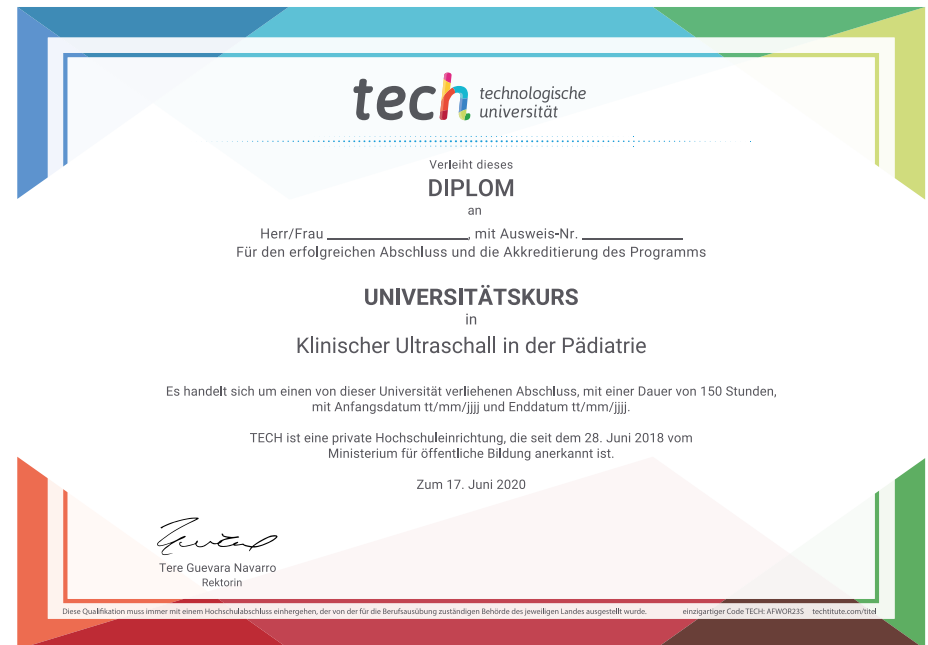 tech technologische
universität
Verleiht dieses
DIPLOM
an
Herr/Frau ____________________, mit Ausweis-Nr. ______________
Für den erfolgreichen Abschluss und die Akkreditierung des Programms
UNIVERSITÄTSKURS
in
Klinischer Ultraschall in der Pädiatrie
Es handelt sich um einen von dieser Universität verliehenen Abschluss, mit einer Dauer von 150 Stunden,
mit Anfangsdatum tt/mm/jjjj und Enddatum tt/mm/jjjj.
TECH ist eine private Hochschuleinrichtung, die seit dem 28. Juni 2018 vom
Ministerium für öffentliche Bildung anerkannt ist.
Zum 17. Juni 2020
Tere Guevara Navarro
Rektorin
Diese Qualifikation muss immer mit einem Hochschulabschluss einhergehen, der von der für die Berufsausübung zuständigen Behörde des jeweiligen Landes ausgestellt wurde. einzigartiger Code TECH: AFWOR23S techtitute.com/titel